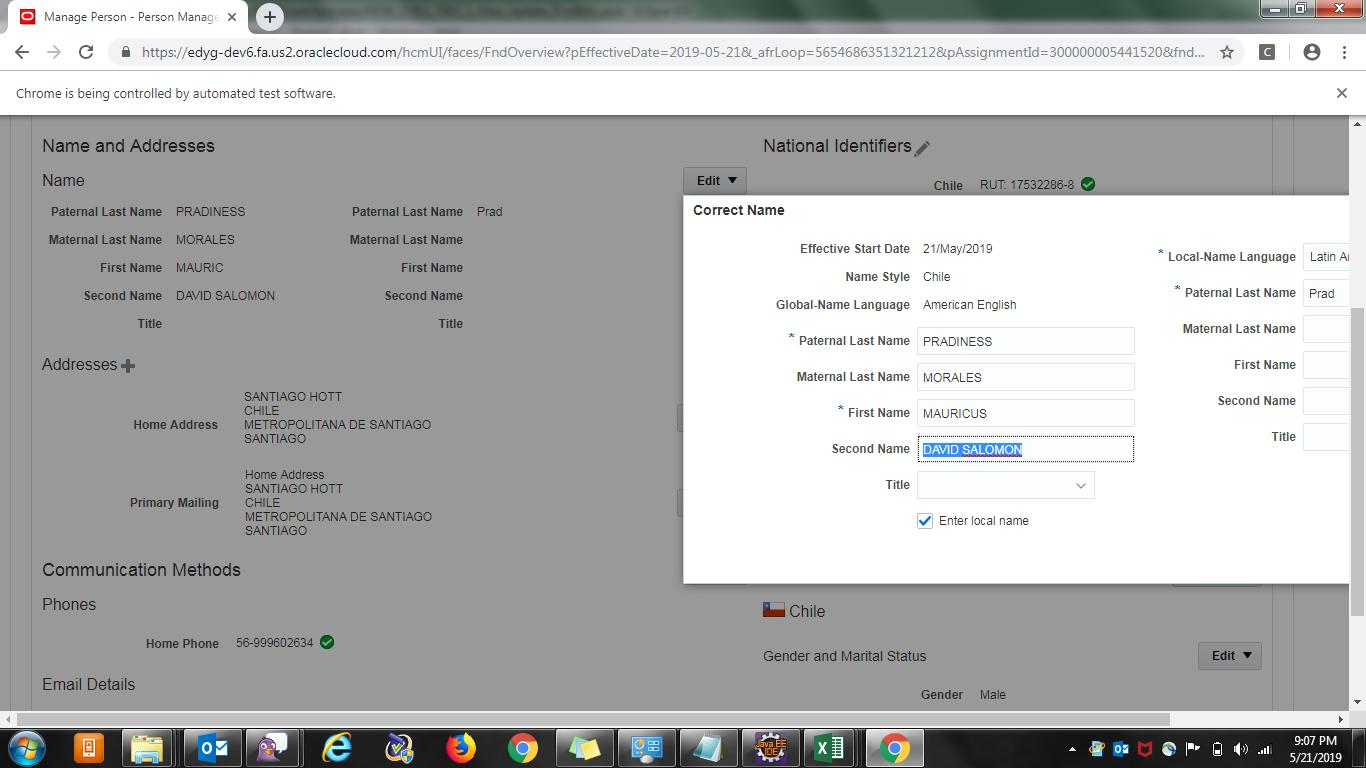 Manage Person - Person Manage
https://edyg-dev6.fa.us2.oraclecloud.com/hcmUI/faces/FndOverview?pEffectiveDate=2019-05-21&_afrLoop=5654686351321212&pAssignmentId=300000005441520&fnd...
C
Chrome is being controlled by automated test software.
Name and Addresses
Name
Edit
Paternal Last Name PRADINESS Paternal Last Name Prad
Maternal Last Name MORALES Maternal Last Name
First Name MAURIC First Name
Second Name DAVID SALOMON Second Name
Title Title
Addresses
Home Address
SANTIAGO HOTT
CHILE
METROPOLITANA DE SANTIAGO
SANTIAGO
Primary Mailing
Home Address
SANTIAGO HOTT
CHILE
METROPOLITANA DE SANTIAGO
SANTIAGO
Communication Methods
Phones
Home Phone 56-999602634
Email Details
National Identifiers
Chile RUT: 17532286-8
Correct Name
Effective Start Date 21/May/2019
Name Style Chile
Global-Name Language American English
* Paternal Last Name PRADINESS
Maternal Last Name MORALES
* First Name MAURICUS
Second Name DAVID SALOMON
Title
Enter local name
* Local-Name Language Latin A
* Paternal Last Name Prad
Maternal Last Name
First Name
Second Name
Title
Chile
Gender and Marital Status
Edit
Gender Male
Java EE
IDE
9:07 PM
5/21/2019